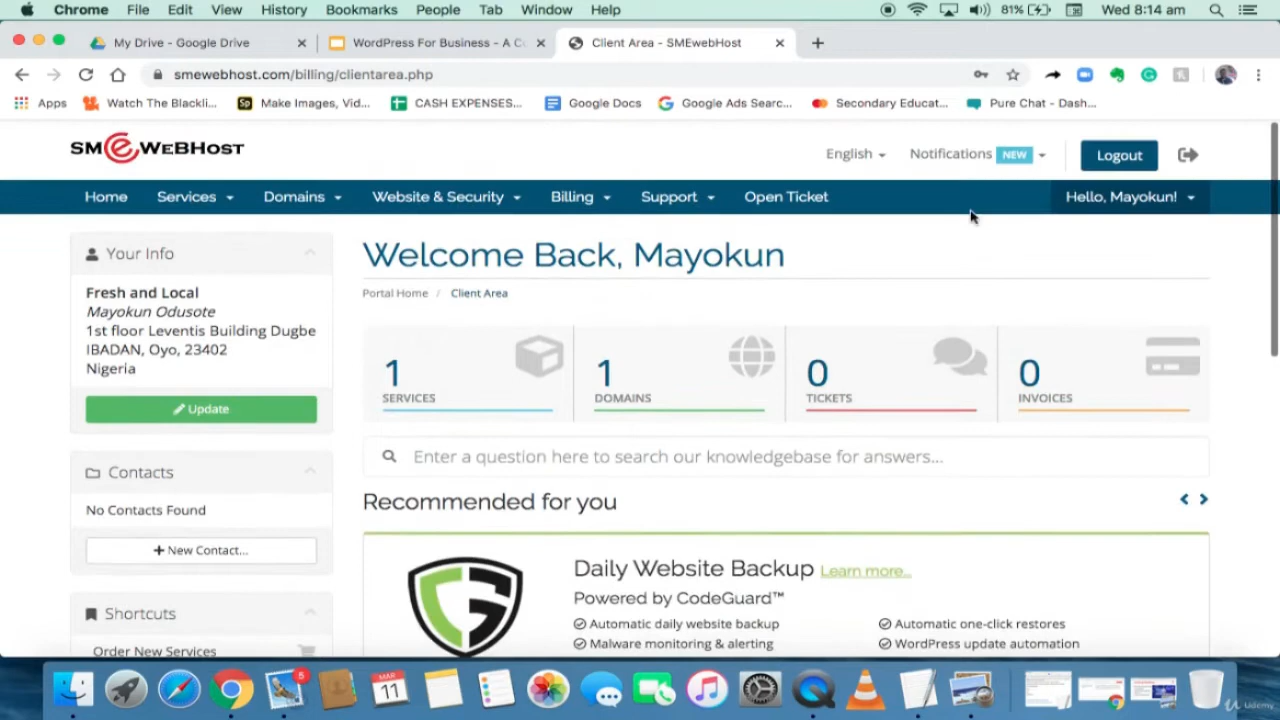 Chrome File Edit View History Bookmarks People Tab Window Help 81% Wed 8:14 am
My Drive - Google Drive WordPress For Business - A C Client Area - SMEwebHost
smewebhost.com/billing/clientarea.php
Apps Watch The Blackli... Sp Make Images, Vid... CASH EXPENSES... Google Docs Google Ads Searc... Secondary Educat... Pure Chat - Dash...
SMEWEBHOST English Notifications NEW Logout
Home Services Domains Website & Security Billing Support Open Ticket Hello, Mayokun!
Your Info
Fresh and Local
Mayokun Odusote
1st floor Leventis Building Dugbe
IBADAN, Oyo, 23402
Nigeria
Update
Contacts
No Contacts Found
New Contact...
Shortcuts
Order New Services
Welcome Back, Mayokun
Portal Home / Client Area
1 SERVICES
1 DOMAINS
0 TICKETS
0 INVOICES
Enter a question here to search our knowledgebase for answers...
Recommended for you
Daily Website Backup Learn more...
Powered by CodeGuard™
Automatic daily website backup Automatic one-click restores
Malware monitoring & alerting WordPress update automation
5
MAR
11
Udemy